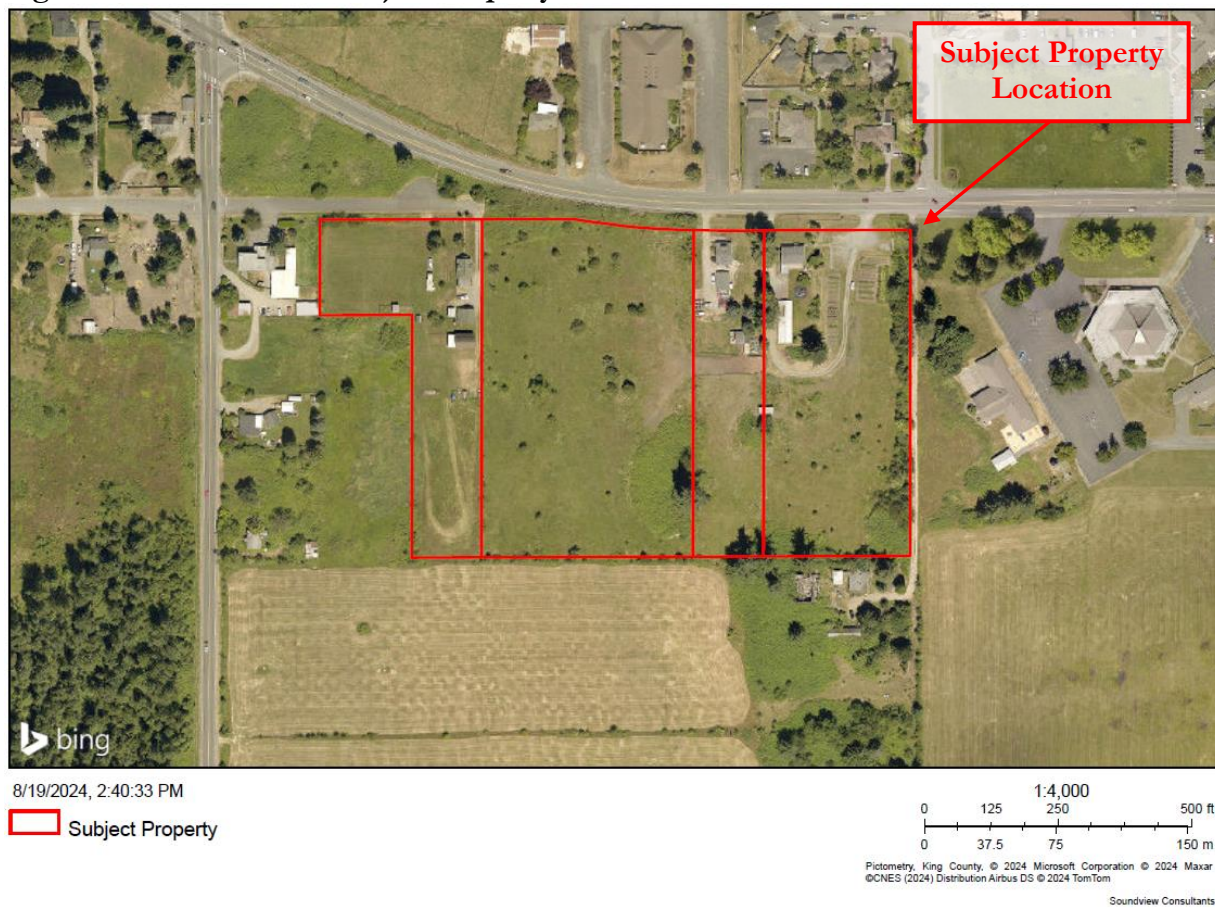 Subject Property
Location
bing
8/19/2024, 2:40:33 PM
Subject Property
1:4,000
0 125 250 500 ft
0 37.5 75 150 m
Pictometry, King County, © 2024 Microsoft Corporation © 2024 Maxar
©CNES (2024) Distribution Airbus DS © 2024 TomTom
Soundview Consultants